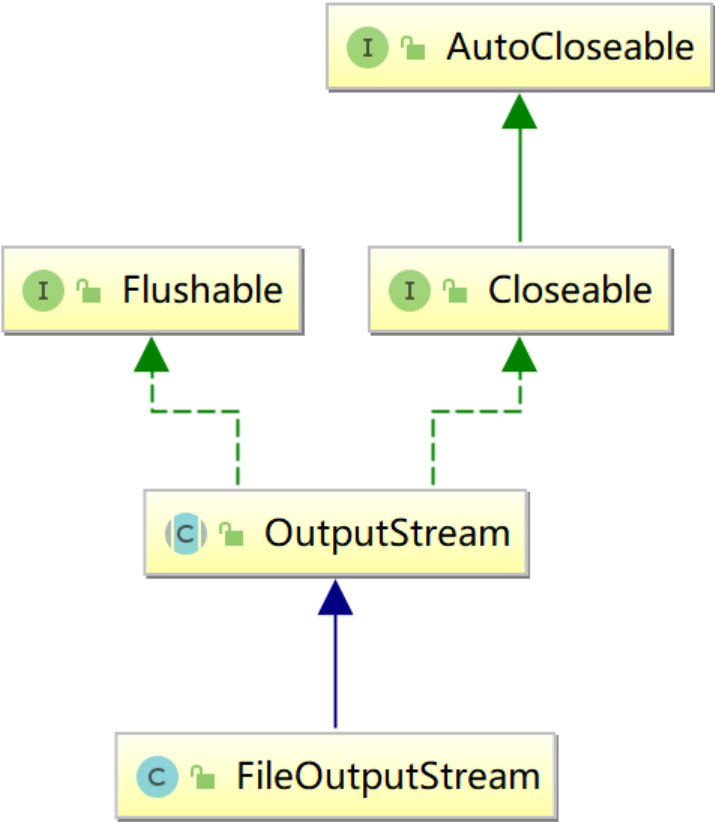 I AutoCloseable
I Flushable
I Closeable
C OutputStream
C FileOutputStream